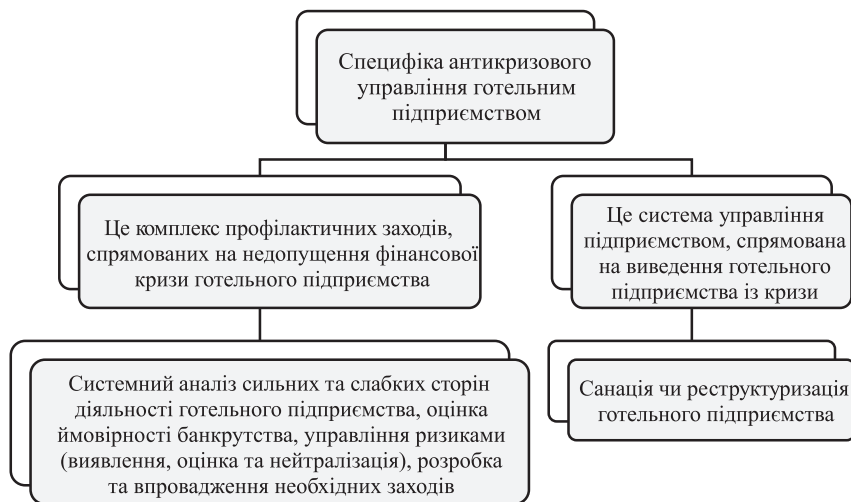 Специфіка антикризового
управління готельним
підприємством
Це комплекс профілактичних заходів,
спрямованих на недопущення фінансової
кризи готельного підприємства
Це система управління
підприємством, спрямована
на виведення готельного
підприємства із кризи
Системний аналіз сильних та слабких сторін
діяльності готельного підприємства, оцінка
ймовірності банкрутства, управління ризиками
(виявлення, оцінка та нейтралізація), розробка
та впровадження необхідних заходів
Санація чи реструктуризація
готельного підприємства